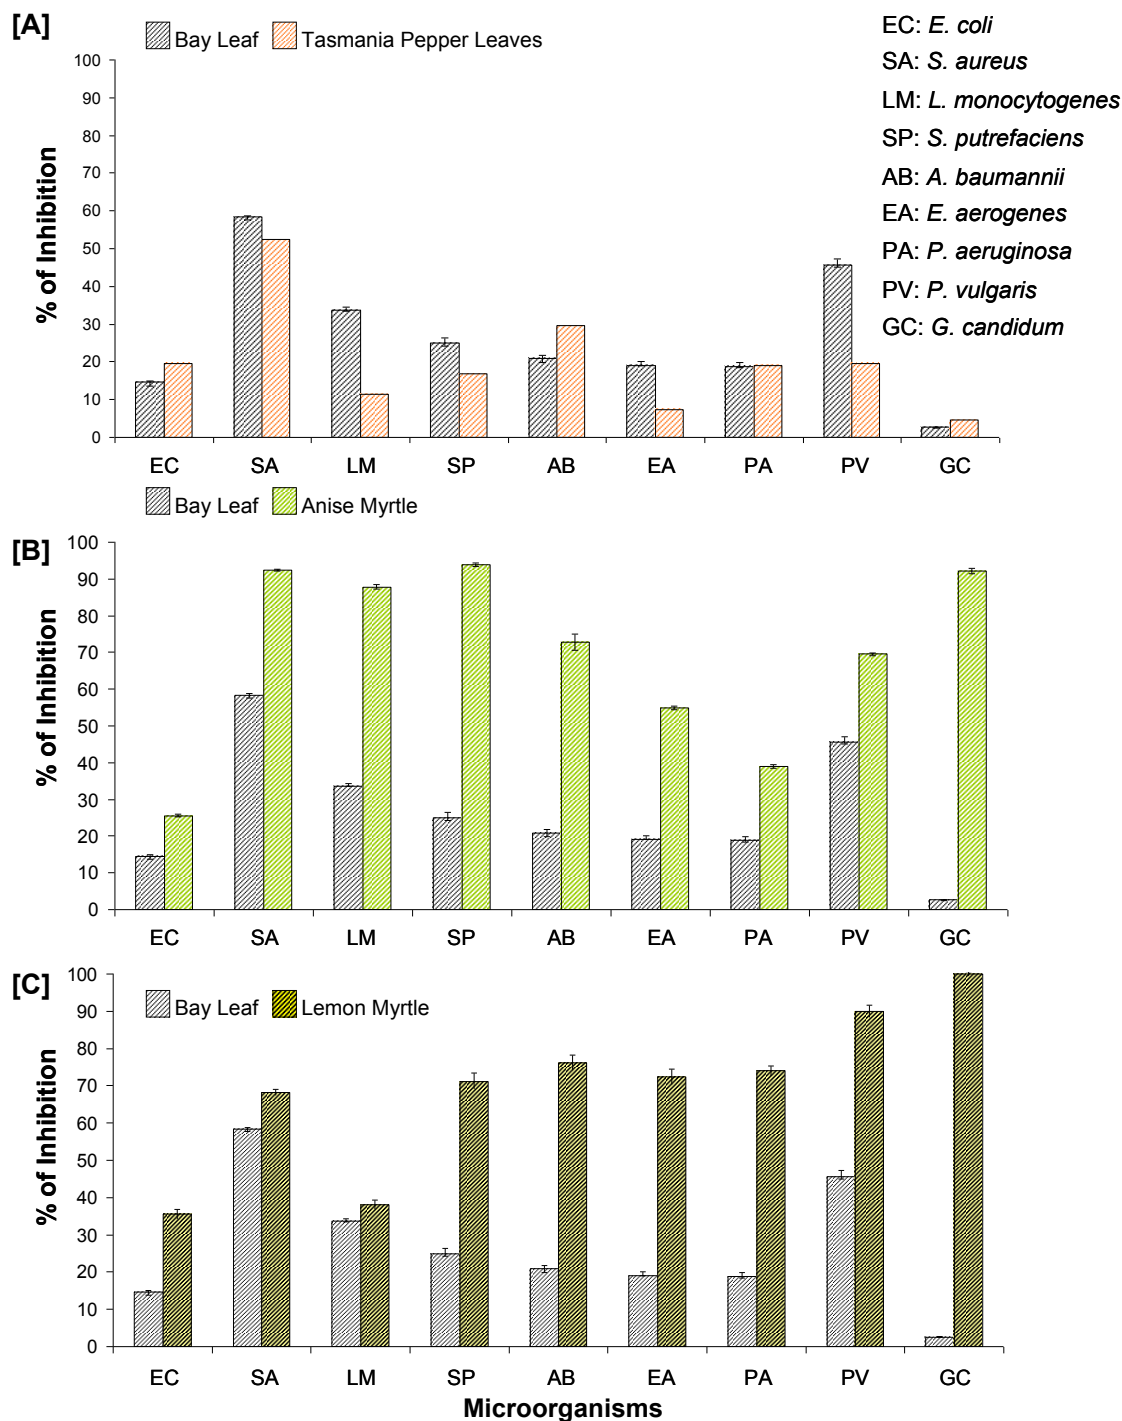 [A]
Bay Leaf Tasmania Pepper Leaves
EC: E. coli
SA: S. aureus
LM: L. monocytogenes
SP: S. putrefaciens
AB: A. baumannii
EA: E. aerogenes
PA: P. aeruginosa
PV: P. vulgaris
GC: G. candidum
% of Inhibition
100
90
80
70
60
50
40
30
20
10
0
EC SA LM SP AB EA PA PV GC
Bay Leaf Anise Myrtle
[B]
% of Inhibition
100
90
80
70
60
50
40
30
20
10
0
EC SA LM SP AB EA PA PV GC
[C]
Bay Leaf Lemon Myrtle
% of Inhibition
100
90
80
70
60
50
40
30
20
10
0
EC SA LM SP AB EA PA PV GC
Microorganisms